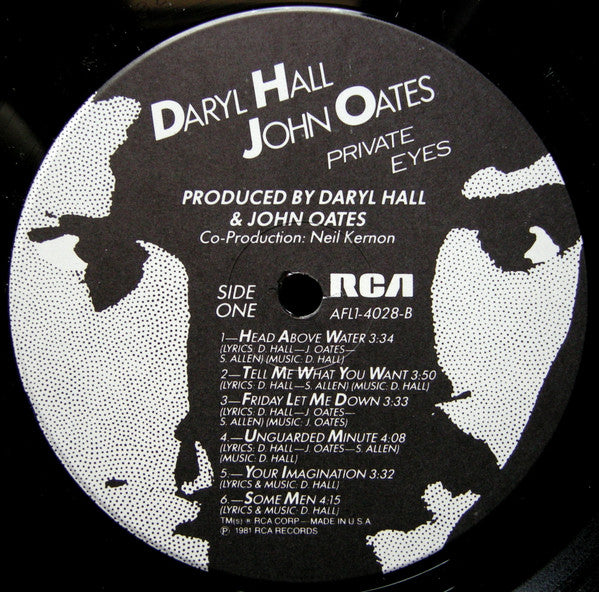 DARYL HALL
JOHN OATES
PRIVATE
EYES
PRODUCED BY DARYL HALL
& JOHN OATES
Co-Production: Neil Kernon
SIDE
ONE
RCA
AFL1-4028-B
1—HEAD ABOVE WATER 3:34
(LYRICS: D. HALL—J. OATES—
S. ALLEN) (MUSIC: D. HALL)
2—TELL ME WHAT YOU WANT 3:50
(LYRICS: D. HALL—S. ALLEN) (MUSIC: D. HALL)
3—FRIDAY LET ME DOWN 3:33
(LYRICS: D. HALL—J. OATES—
S. ALLEN) (MUSIC: J. OATES)
4.—UNGUARDED MINUTE 4:08
(LYRICS: D. HALL—J. OATES—S. ALLEN)
(MUSIC: D. HALL)
5—YOUR IMAGINATION 3:32
(LYRICS & MUSIC: D. HALL)
6.—SOME MEN 4:15
(LYRICS & MUSIC: D. HALL)
TM(s) ® RCA CORP—MADE IN U.S.A
℗ 1981 RCA RECORDS